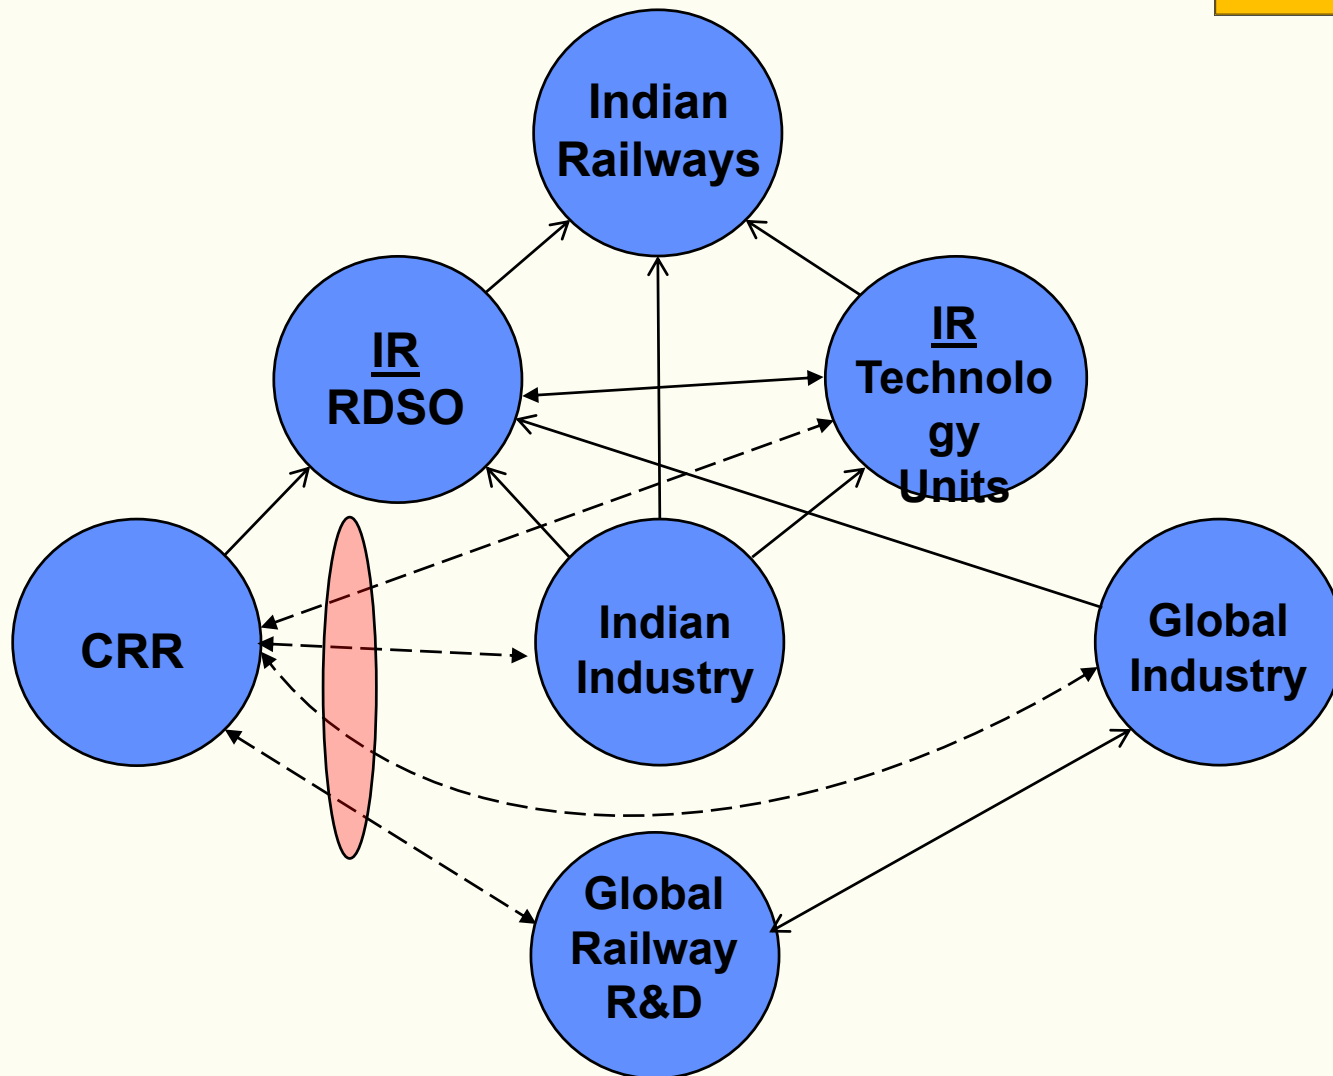 Indian
Railways
IR
RDSO
IR
Technolo
gy
Units
CRR
Indian
Industry
Global
Industry
Global
Railway
R&D